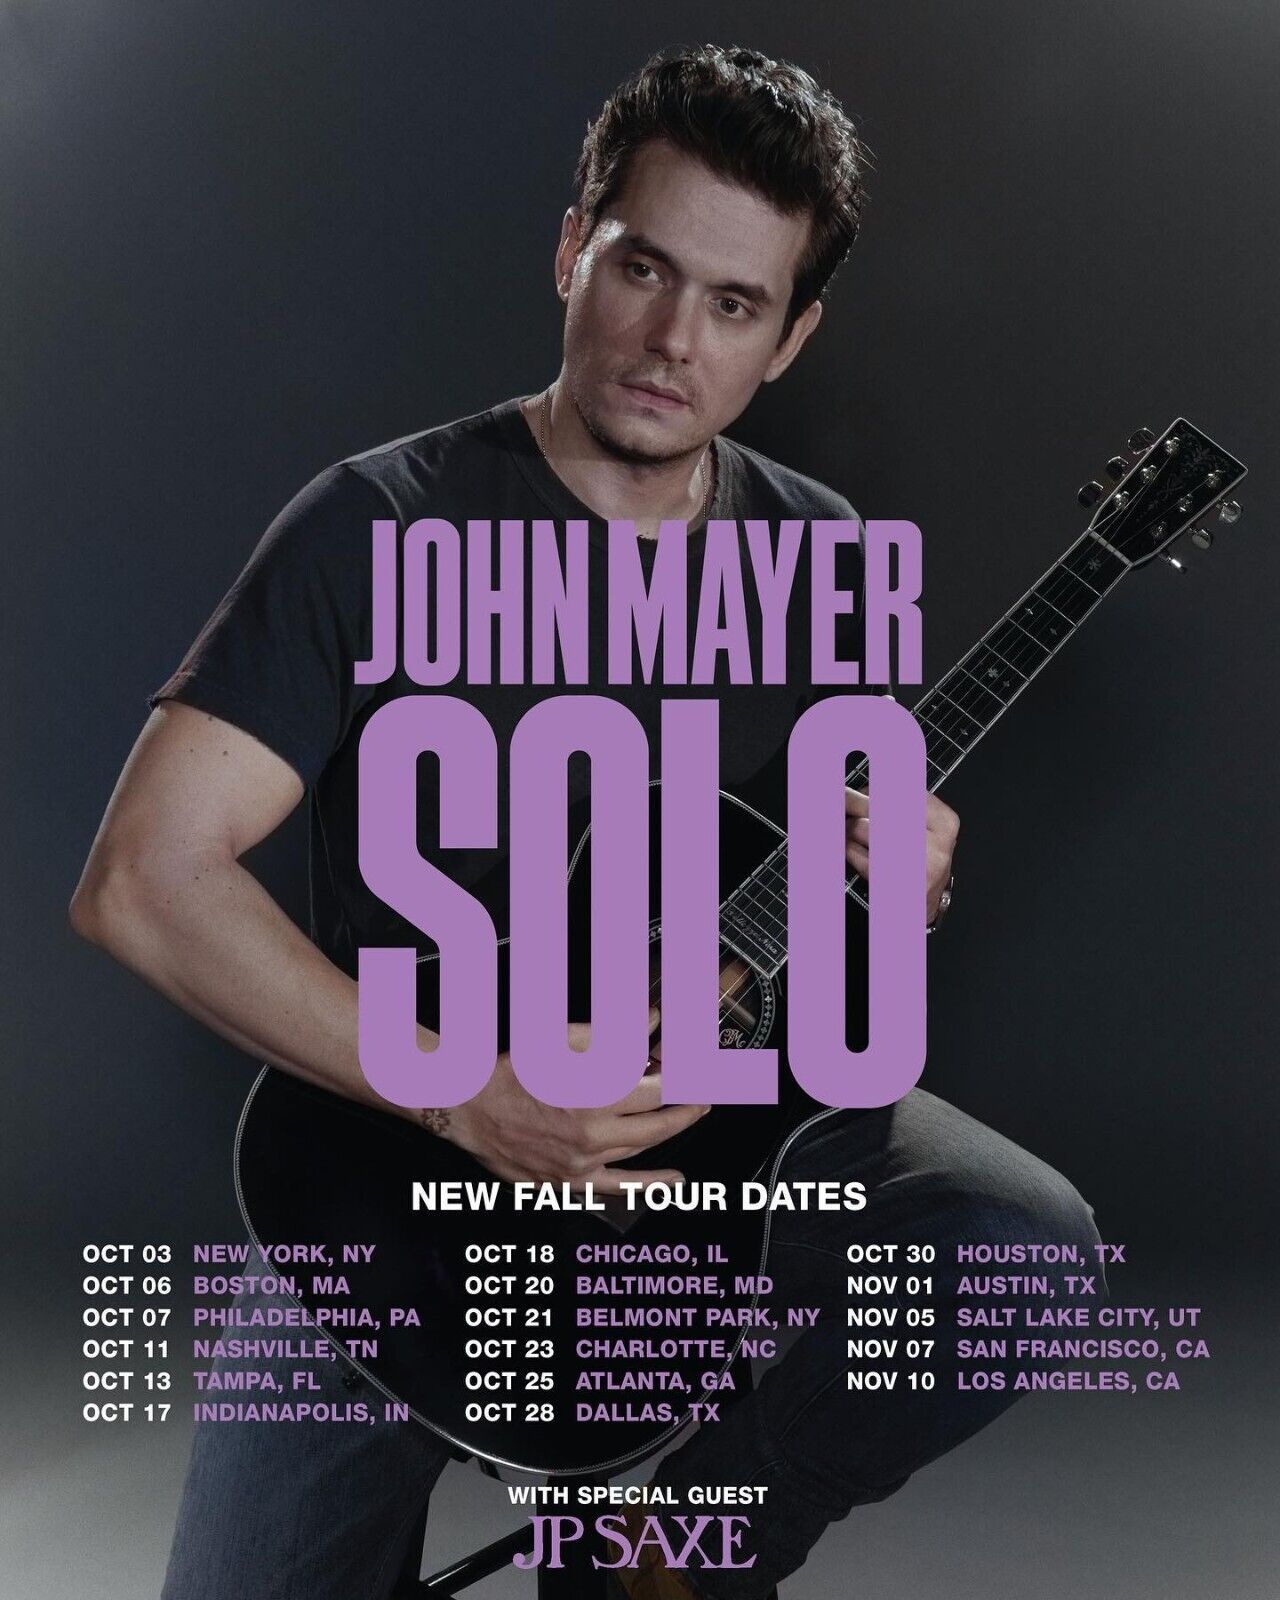 JOHN MAYER
SOLO
NEW FALL TOUR DATES
OCT 03 NEW YORK, NY
OCT 06 BOSTON, MA
OCT 07 PHILADELPHIA, PA
OCT 11 NASHVILLE, TN
OCT 13 TAMPA, FL
OCT 17 INDIANAPOLIS, IN
OCT 18 CHICAGO, IL
OCT 20 BALTIMORE, MD
OCT 21 BELMONT PARK, NY
OCT 23 CHARLOTTE, NC
OCT 25 ATLANTA, GA
OCT 28 DALLAS, TX
OCT 30 HOUSTON, TX
NOV 01 AUSTIN, TX
NOV 05 SALT LAKE CITY, UT
NOV 07 SAN FRANCISCO, CA
NOV 10 LOS ANGELES, CA
WITH SPECIAL GUEST
JP SAXE